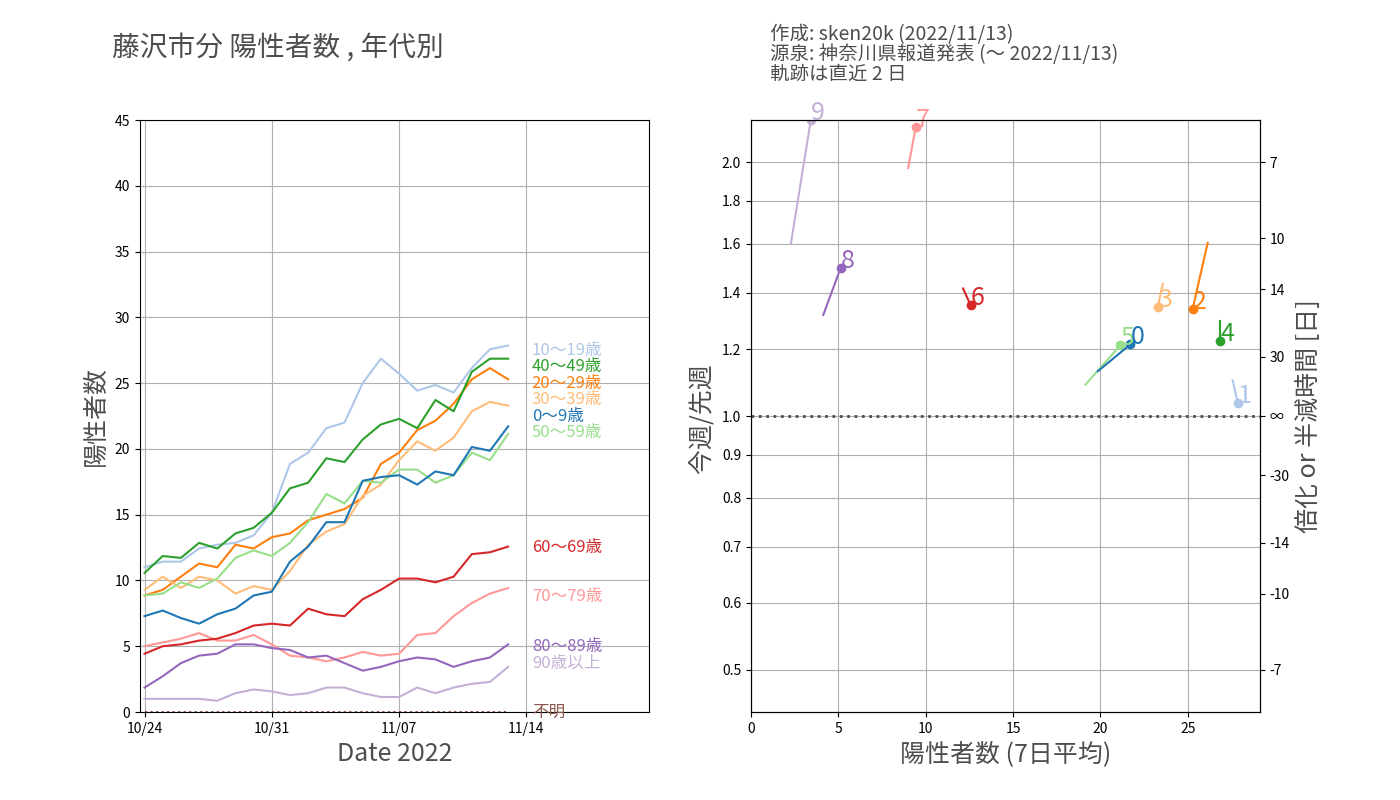 藤沢市分 陽性者数 , 年代別
作成: sken20k (2022/11/13)
源泉: 神奈川県報道発表 (～ 2022/11/13)
軌跡は直近 2 日
陽性者数
45
40
35
30
25
20
15
10
5
0
10/24
10/31
11/07
11/14
Date 2022
10～19歳
40～49歳
20～29歳
30～39歳
0～9歳
50～59歳
60～69歳
70～79歳
80～89歳
90歳以上
不明
今週/先週
2.0
1.8
1.6
1.4
1.2
1.0
0.9
0.8
0.7
0.6
0.5
9
7
8
6
3
2
5
0
4
1
0
5
10
15
20
25
陽性者数 (7日平均)
7
10
14
30
∞
-30
-14
-10
-7
倍化 or 半減時間 [日]